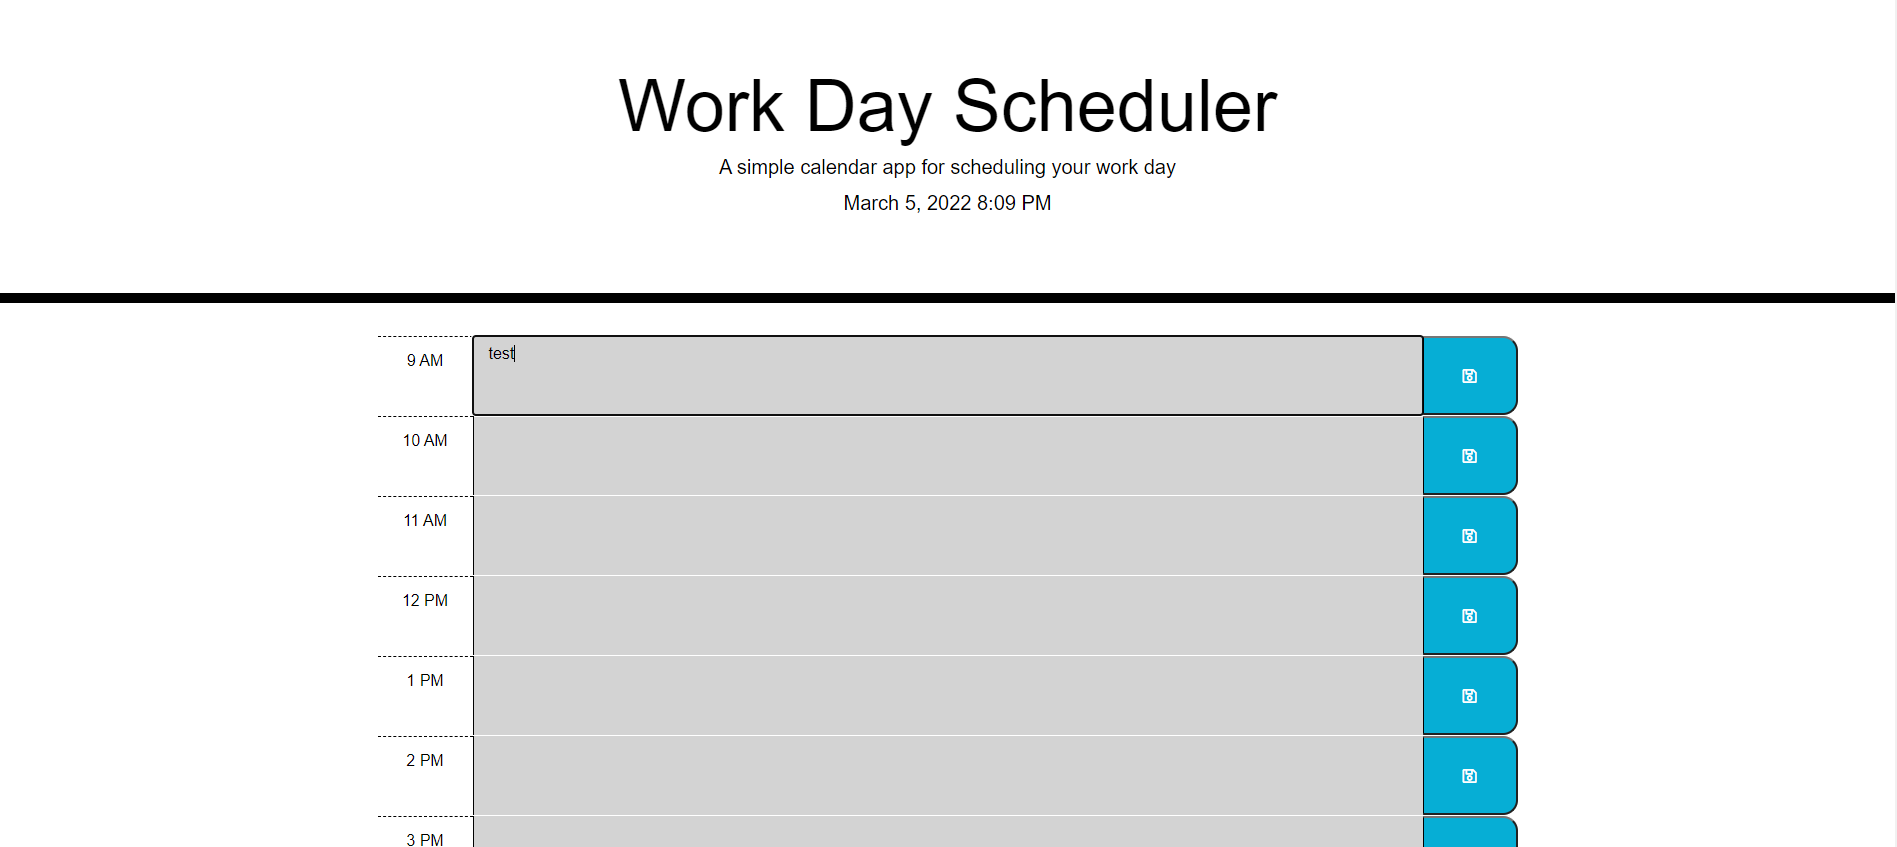 Work Day Scheduler
A simple calendar app for scheduling your work day
March 5, 2022 8:09 PM
9 AM
test
10 AM
11 AM
12 PM
1 PM
2 PM
3 PM